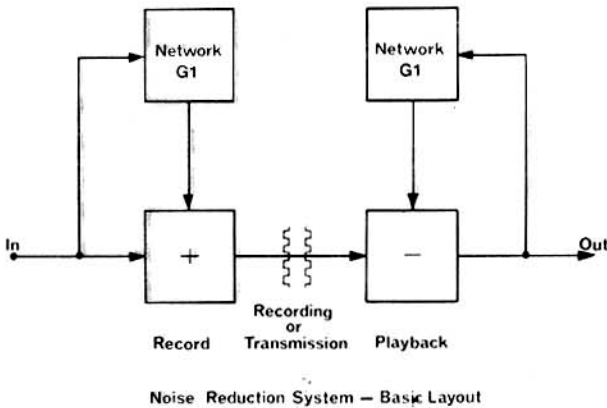 Network
G1
Network
G1
In
+
−
Out
Recording
or
Transmission
Record
Playback
Noise Reduction System — Basic Layout